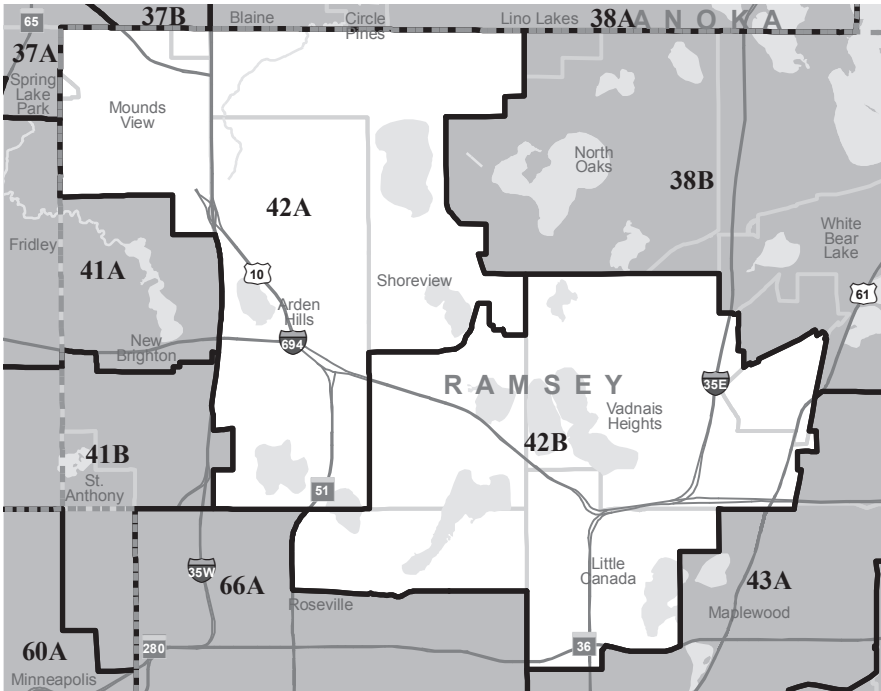 65
37B
Blaine
Circle
Pines
Lino Lakes
38A
ANOKA
37A
Spring
Lake
Park
Mounds
View
North
Oaks
38B
42A
White
Bear
Lake
Fridley
41A
10
Shoreview
61
Arden
Hills
694
New
Brighton
RAMSEY
35E
Vadnais
Heights
42B
41B
St.
Anthony
51
35W
66A
Little
Canada
43A
Roseville
Maplewood
60A
280
36
Minneapolis